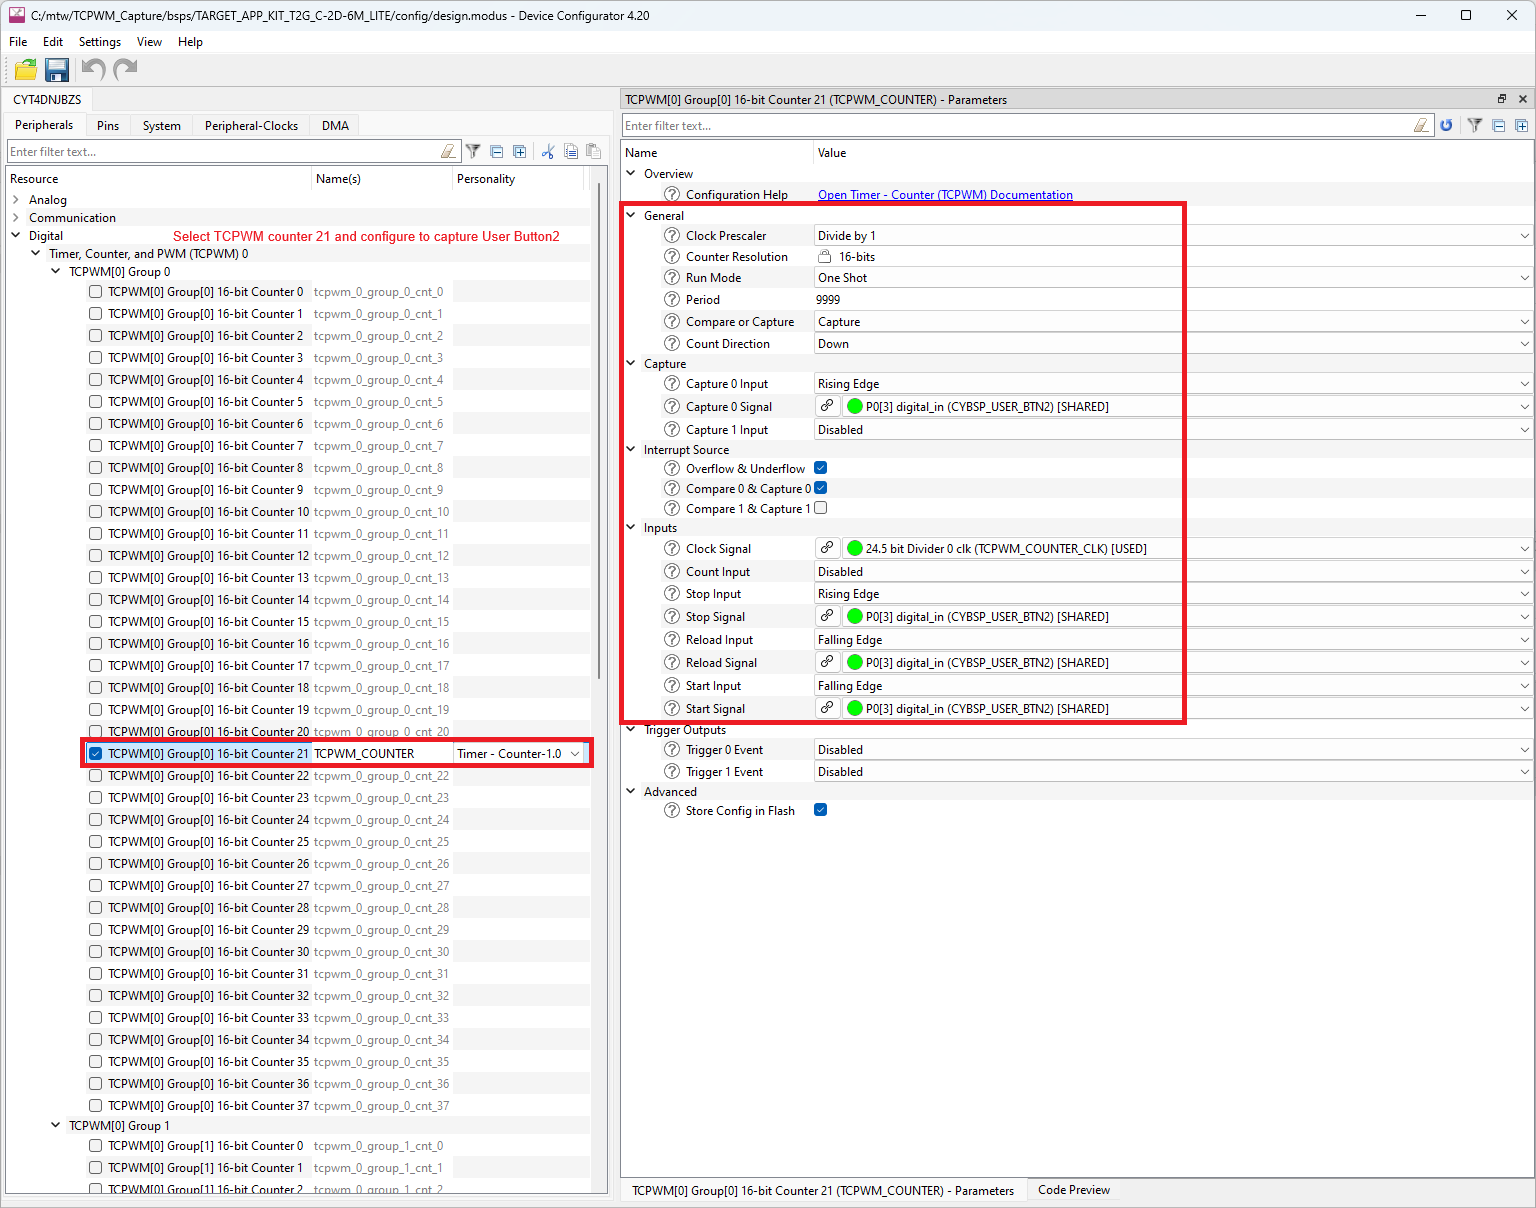 C:/mtw/TCPWM_Capture/bsps/TARGET_APP_KIT_T2G_C-2D-6M_LITE/config/design.modus - Device Configurator 4.20
File Edit Settings View Help
CYT4DNJBZS
Peripherals Pins System Peripheral-Clocks DMA
Enter filter text...
Resource Name(s) Personality
Analog
Communication
Digital
Select TCPWM counter 21 and configure to capture User Button2
Timer, Counter, and PWM (TCPWM) 0
TCPWM[0] Group 0
TCPWM[0] Group[0] 16-bit Counter 0 tcpwm_0_group_0_cnt_0
TCPWM[0] Group[0] 16-bit Counter 1 tcpwm_0_group_0_cnt_1
TCPWM[0] Group[0] 16-bit Counter 2 tcpwm_0_group_0_cnt_2
TCPWM[0] Group[0] 16-bit Counter 3 tcpwm_0_group_0_cnt_3
TCPWM[0] Group[0] 16-bit Counter 4 tcpwm_0_group_0_cnt_4
TCPWM[0] Group[0] 16-bit Counter 5 tcpwm_0_group_0_cnt_5
TCPWM[0] Group[0] 16-bit Counter 6 tcpwm_0_group_0_cnt_6
TCPWM[0] Group[0] 16-bit Counter 7 tcpwm_0_group_0_cnt_7
TCPWM[0] Group[0] 16-bit Counter 8 tcpwm_0_group_0_cnt_8
TCPWM[0] Group[0] 16-bit Counter 9 tcpwm_0_group_0_cnt_9
TCPWM[0] Group[0] 16-bit Counter 10 tcpwm_0_group_0_cnt_10
TCPWM[0] Group[0] 16-bit Counter 11 tcpwm_0_group_0_cnt_11
TCPWM[0] Group[0] 16-bit Counter 12 tcpwm_0_group_0_cnt_12
TCPWM[0] Group[0] 16-bit Counter 13 tcpwm_0_group_0_cnt_13
TCPWM[0] Group[0] 16-bit Counter 14 tcpwm_0_group_0_cnt_14
TCPWM[0] Group[0] 16-bit Counter 15 tcpwm_0_group_0_cnt_15
TCPWM[0] Group[0] 16-bit Counter 16 tcpwm_0_group_0_cnt_16
TCPWM[0] Group[0] 16-bit Counter 17 tcpwm_0_group_0_cnt_17
TCPWM[0] Group[0] 16-bit Counter 18 tcpwm_0_group_0_cnt_18
TCPWM[0] Group[0] 16-bit Counter 19 tcpwm_0_group_0_cnt_19
TCPWM[0] Group[0] 16-bit Counter 20 tcpwm_0_group_0_cnt_20
TCPWM[0] Group[0] 16-bit Counter 21 TCPWM_COUNTER Timer - Counter-1.0
TCPWM[0] Group[0] 16-bit Counter 22 tcpwm_0_group_0_cnt_22
TCPWM[0] Group[0] 16-bit Counter 23 tcpwm_0_group_0_cnt_23
TCPWM[0] Group[0] 16-bit Counter 24 tcpwm_0_group_0_cnt_24
TCPWM[0] Group[0] 16-bit Counter 25 tcpwm_0_group_0_cnt_25
TCPWM[0] Group[0] 16-bit Counter 26 tcpwm_0_group_0_cnt_26
TCPWM[0] Group[0] 16-bit Counter 27 tcpwm_0_group_0_cnt_27
TCPWM[0] Group[0] 16-bit Counter 28 tcpwm_0_group_0_cnt_28
TCPWM[0] Group[0] 16-bit Counter 29 tcpwm_0_group_0_cnt_29
TCPWM[0] Group[0] 16-bit Counter 30 tcpwm_0_group_0_cnt_30
TCPWM[0] Group[0] 16-bit Counter 31 tcpwm_0_group_0_cnt_31
TCPWM[0] Group[0] 16-bit Counter 32 tcpwm_0_group_0_cnt_32
TCPWM[0] Group[0] 16-bit Counter 33 tcpwm_0_group_0_cnt_33
TCPWM[0] Group[0] 16-bit Counter 34 tcpwm_0_group_0_cnt_34
TCPWM[0] Group[0] 16-bit Counter 35 tcpwm_0_group_0_cnt_35
TCPWM[0] Group[0] 16-bit Counter 36 tcpwm_0_group_0_cnt_36
TCPWM[0] Group[0] 16-bit Counter 37 tcpwm_0_group_0_cnt_37
TCPWM[0] Group 1
TCPWM[0] Group[1] 16-bit Counter 0 tcpwm_0_group_1_cnt_0
TCPWM[0] Group[1] 16-bit Counter 1 tcpwm_0_group_1_cnt_1
TCPWM[0] Group[1] 16-bit Counter 2 tcpwm_0_group_1_cnt_2
TCPWM[0] Group[0] 16-bit Counter 21 (TCPWM_COUNTER) - Parameters
Enter filter text...
Name Value
Overview
Configuration Help Open Timer - Counter (TCPWM) Documentation
General
Clock Prescaler Divide by 1
Counter Resolution 16-bits
Run Mode One Shot
Period 9999
Compare or Capture Capture
Count Direction Down
Capture
Capture 0 Input Rising Edge
Capture 0 Signal P0[3] digital_in (CYBSP_USER_BTN2) [SHARED]
Capture 1 Input Disabled
Interrupt Source
Overflow & Underflow
Compare 0 & Capture 0
Compare 1 & Capture 1
Inputs
Clock Signal 24.5 bit Divider 0 clk (TCPWM_COUNTER_CLK) [USED]
Count Input Disabled
Stop Input Rising Edge
Stop Signal P0[3] digital_in (CYBSP_USER_BTN2) [SHARED]
Reload Input Falling Edge
Reload Signal P0[3] digital_in (CYBSP_USER_BTN2) [SHARED]
Start Input Falling Edge
Start Signal P0[3] digital_in (CYBSP_USER_BTN2) [SHARED]
Trigger Outputs
Trigger 0 Event Disabled
Trigger 1 Event Disabled
Advanced
Store Config in Flash
TCPWM[0] Group[0] 16-bit Counter 21 (TCPWM_COUNTER) - Parameters Code Preview